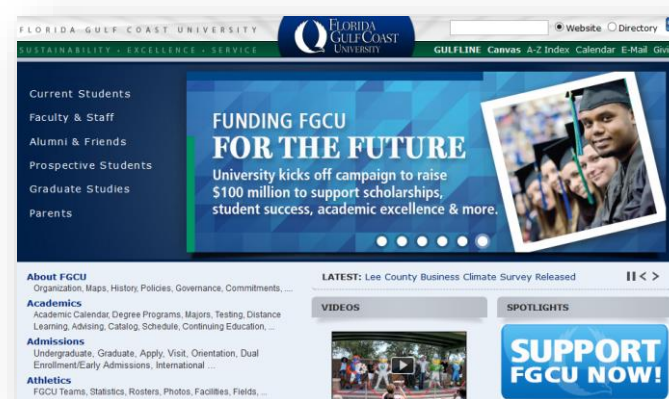 FLORIDA GULF COAST UNIVERSITY
FLORIDA
GULF COAST
UNIVERSITY
Website Directory
SUSTAINABILITY • EXCELLENCE • SERVICE
GULFLINE Canvas A-Z Index Calendar E-Mail Givi
Current Students
Faculty & Staff
Alumni & Friends
Prospective Students
Graduate Studies
Parents
FUNDING FGCU
FOR THE FUTURE
University kicks off campaign to raise
$100 million to support scholarships,
student success, academic excellence & more.
About FGCU
Organization, Maps, History, Policies, Governance, Commitments, ...
Academics
Academic Calendar, Degree Programs, Majors, Testing, Distance
Learning, Advising, Catalog, Schedule, Continuing Education, ...
Admissions
Undergraduate, Graduate, Apply, Visit, Orientation, Dual
Enrollment/Early Admissions, International ...
Athletics
FGCU Teams, Statistics, Rosters, Photos, Facilities, Fields, ...
LATEST: Lee County Business Climate Survey Released
VIDEOS
SPOTLIGHTS
SUPPORT
FGCU NOW!